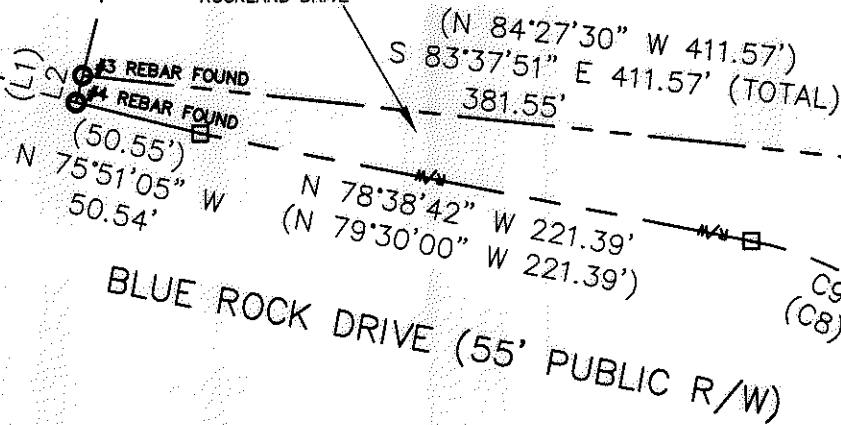 ROCKLAND DRIVE
(N 84°27'30" W 411.57')
S 83°37'51" E 411.57' (TOTAL)
381.55'
(L1)
L2
#3 REBAR FOUND
#4 REBAR FOUND
(50.55')
N 75°51'05" W
50.54'
N 78°38'42" W 221.39'
(N 79°30'00" W 221.39')
R/W
R/W
C9
(C8)
BLUE ROCK DRIVE (55' PUBLIC R/W)